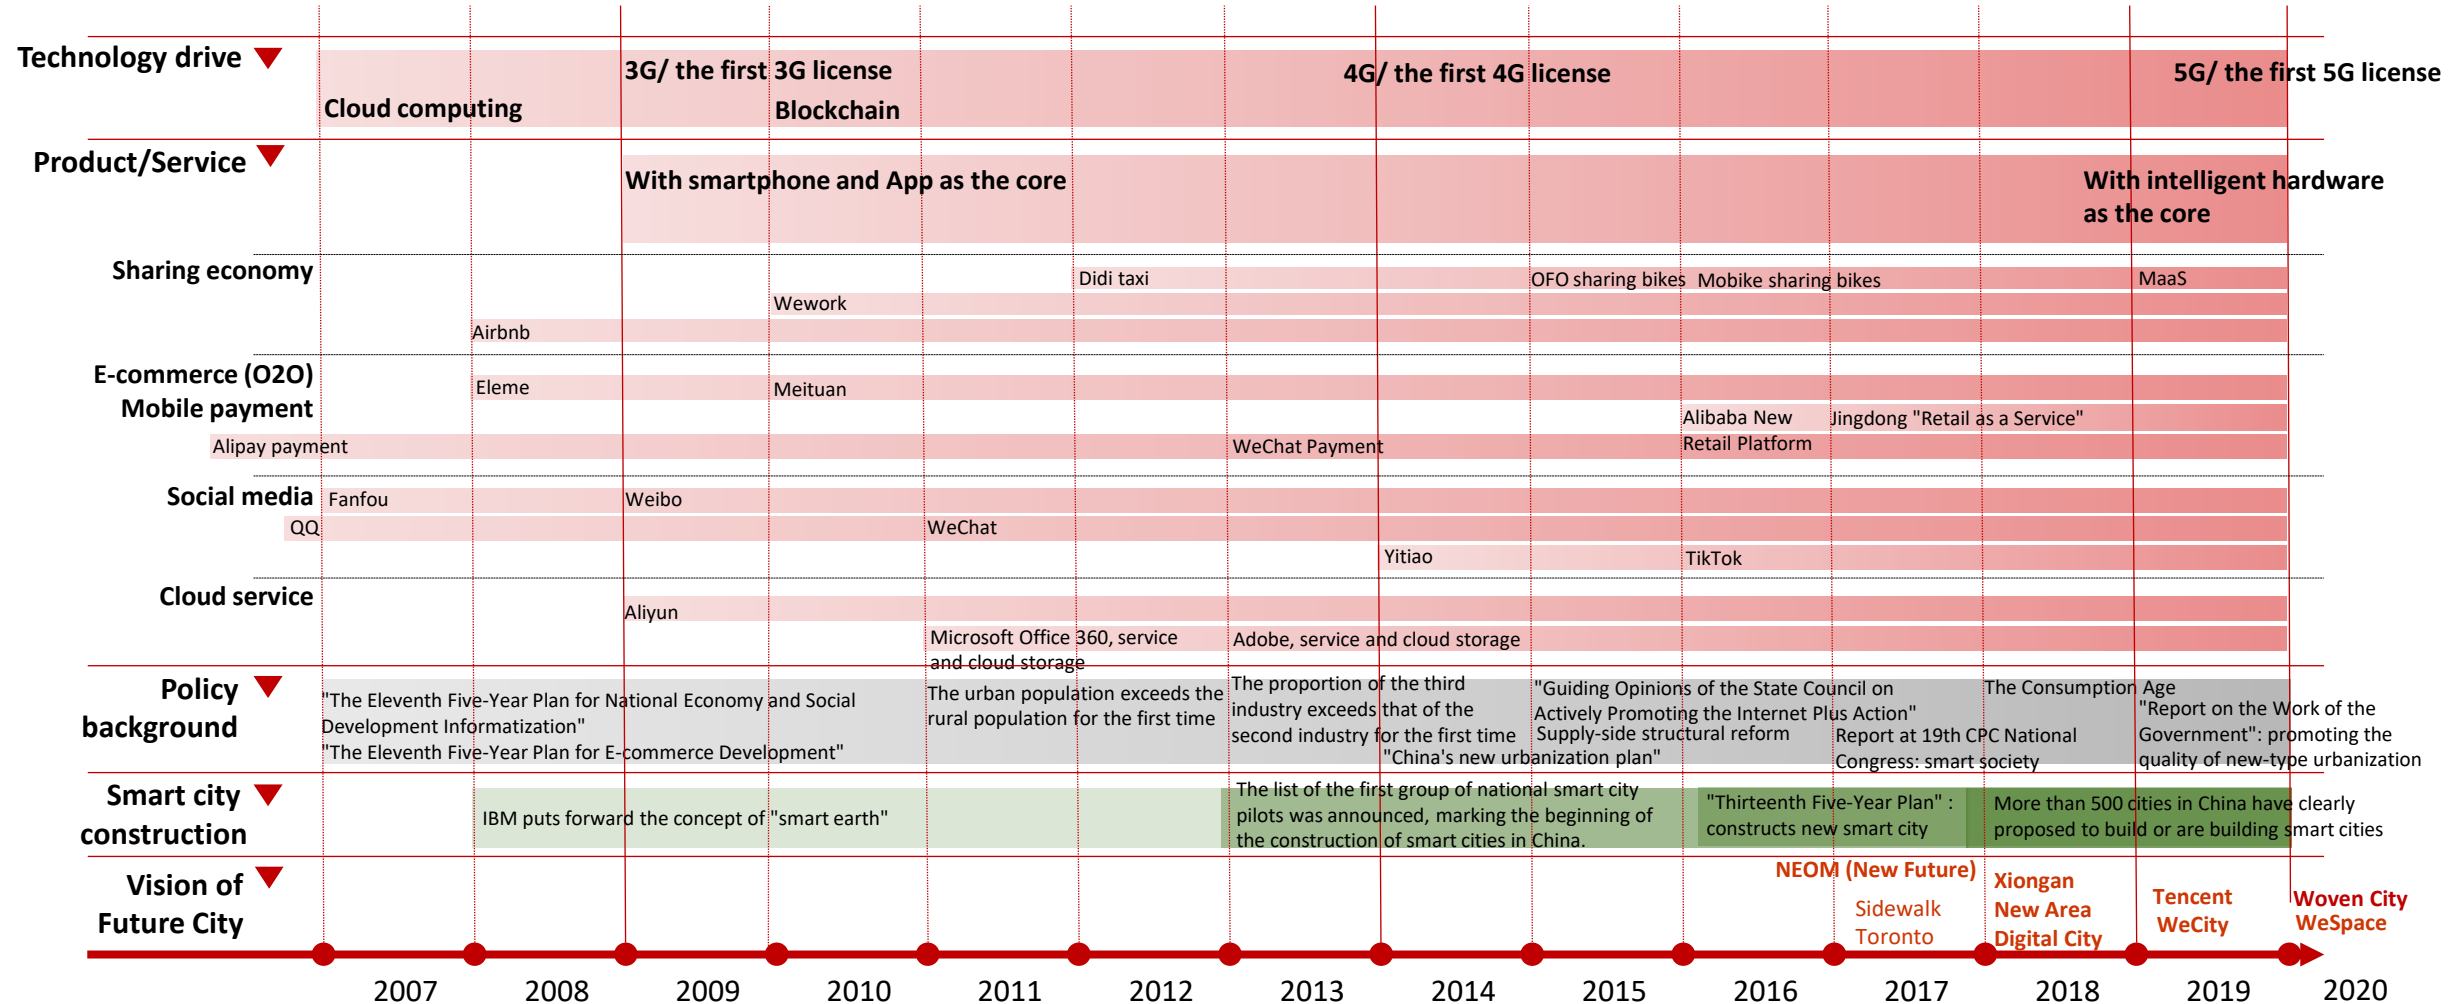 Technology drive
3G/ the first 3G license
4G/ the first 4G license
5G/ the first 5G license
Cloud computing
Blockchain
Product/Service
With smartphone and App as the core
With intelligent hardware
as the core
Sharing economy
Didi taxi
OFO sharing bikes
Mobike sharing bikes
MaaS
Wework
Airbnb
E-commerce (O2O)
Mobile payment
Eleme
Meituan
Alibaba New
Retail Platform
Jingdong "Retail as a Service"
Alipay payment
WeChat Payment
Social media
Fanfou
Weibo
QQ
WeChat
Yitiao
TikTok
Cloud service
Aliyun
Microsoft Office 360, service
and cloud storage
Adobe, service and cloud storage
Policy
background
"The Eleventh Five-Year Plan for National Economy and Social
Development Informatization"
"The Eleventh Five-Year Plan for E-commerce Development"
The urban population exceeds the
rural population for the first time
The proportion of the third
industry exceeds that of the
second industry for the first time
"China's new urbanization plan"
"Guiding Opinions of the State Council on
Actively Promoting the Internet Plus Action"
Supply-side structural reform
Report at 19th CPC National
Congress: smart society
The Consumption Age
"Report on the Work of the
Government": promoting the
quality of new-type urbanization
Smart city
construction
IBM puts forward the concept of "smart earth"
The list of the first group of national smart city
pilots was announced, marking the beginning of
the construction of smart cities in China.
"Thirteenth Five-Year Plan" :
constructs new smart city
More than 500 cities in China have clearly
proposed to build or are building smart cities
Vision of
Future City
NEOM (New Future)
Sidewalk
Toronto
Xiongan
New Area
Digital City
Tencent
WeCity
Woven City
WeSpace
2007
2008
2009
2010
2011
2012
2013
2014
2015
2016
2017
2018
2019
2020